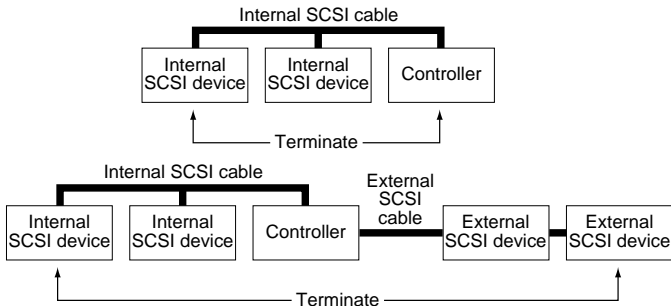 Internal SCSI cable
Internal
SCSI device
Internal
SCSI device
Controller
Terminate
Internal SCSI cable
External
SCSI
cable
Internal
SCSI device
Internal
SCSI device
Controller
External
SCSI device
External
SCSI device
Terminate